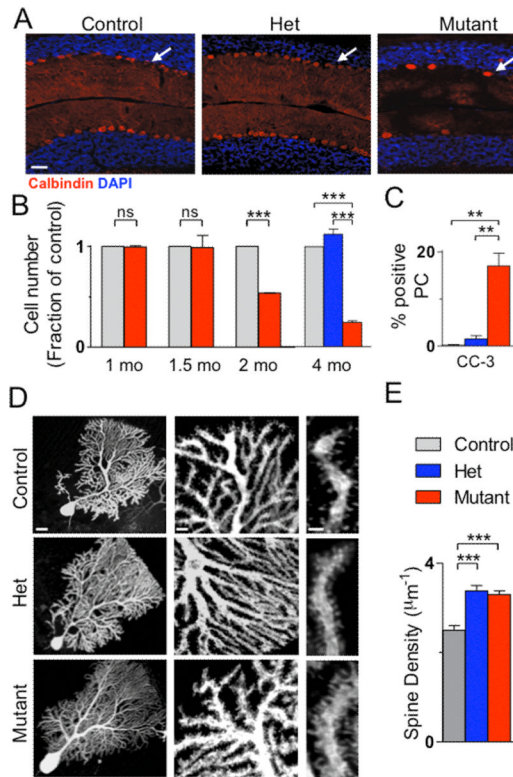 A
Control
Het
Mutant
Calbindin DAPI
B
ns
ns
***
***
***
Cell number
(Fraction of control)
1
0
1 mo
1.5 mo
2 mo
4 mo
C
**
**
% positive
PC
20
0
CC-3
D
Control
Het
Mutant
E
Control
Het
Mutant
***
***
Spine Density (μm-1)
4
0